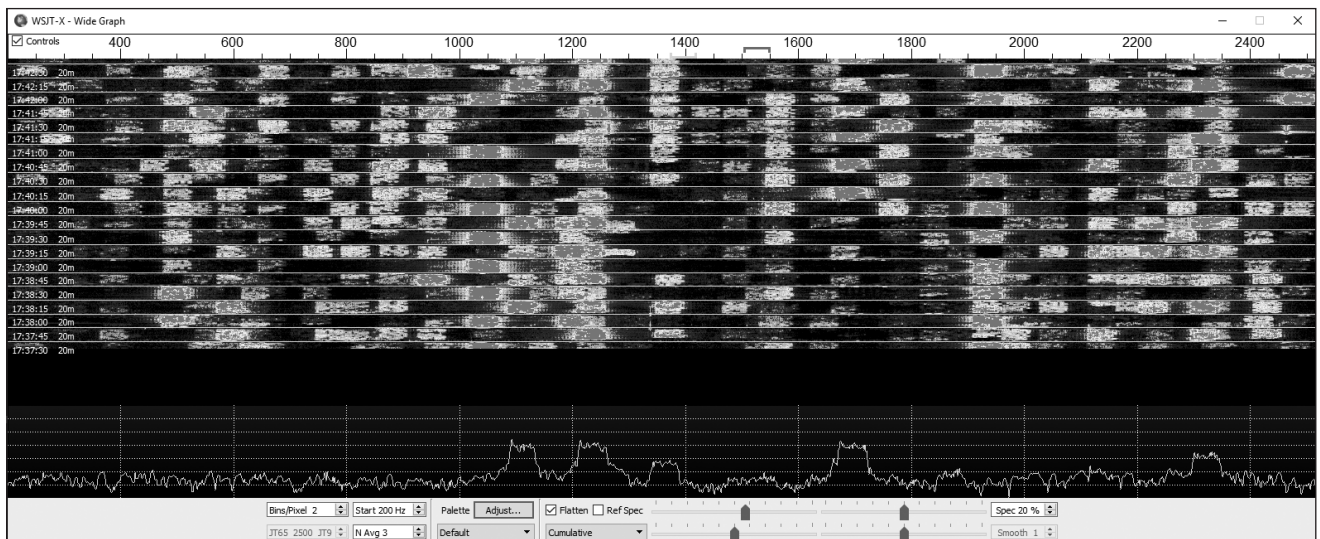 WSJT-X - Wide Graph
Controls 400 600 800 1000 1200 1400 1600 1800 2000 2200 2400
17:42:30 20m
17:42:15 20m
17:42:00 20m
17:41:45 20m
17:41:30 20m
17:41:15 20m
17:41:00 20m
17:40:45 20m
17:40:30 20m
17:40:15 20m
17:40:00 20m
17:39:45 20m
17:39:30 20m
17:39:15 20m
17:39:00 20m
17:38:45 20m
17:38:30 20m
17:38:15 20m
17:38:00 20m
17:37:45 20m
17:37:30 20m
Bins/Pixel 2 Start 200 Hz Palette Adjust... Flatten Ref Spec Spec 20 %
JT65 2500 JT9 N Avg 3 Default Cumulative Smooth 1